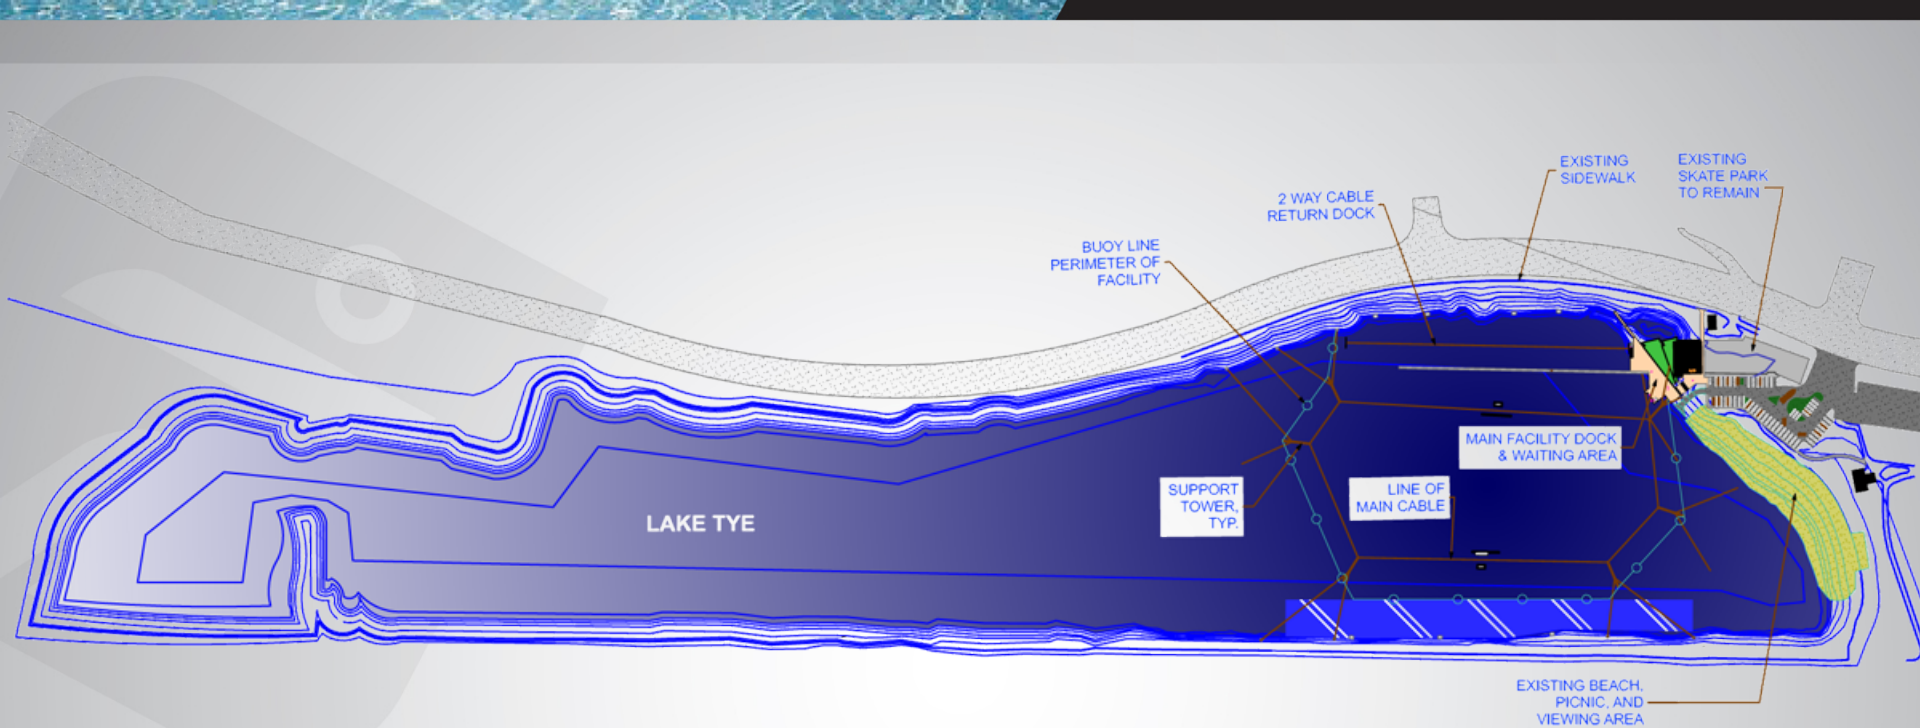 EXISTING
SIDEWALK
EXISTING
SKATE PARK
TO REMAIN
2 WAY CABLE
RETURN DOCK
BUOY LINE
PERIMETER OF
FACILITY
MAIN FACILITY DOCK
& WAITING AREA
SUPPORT
TOWER,
TYP.
LINE OF
MAIN CABLE
LAKE TYE
EXISTING BEACH,
PICNIC, AND
VIEWING AREA